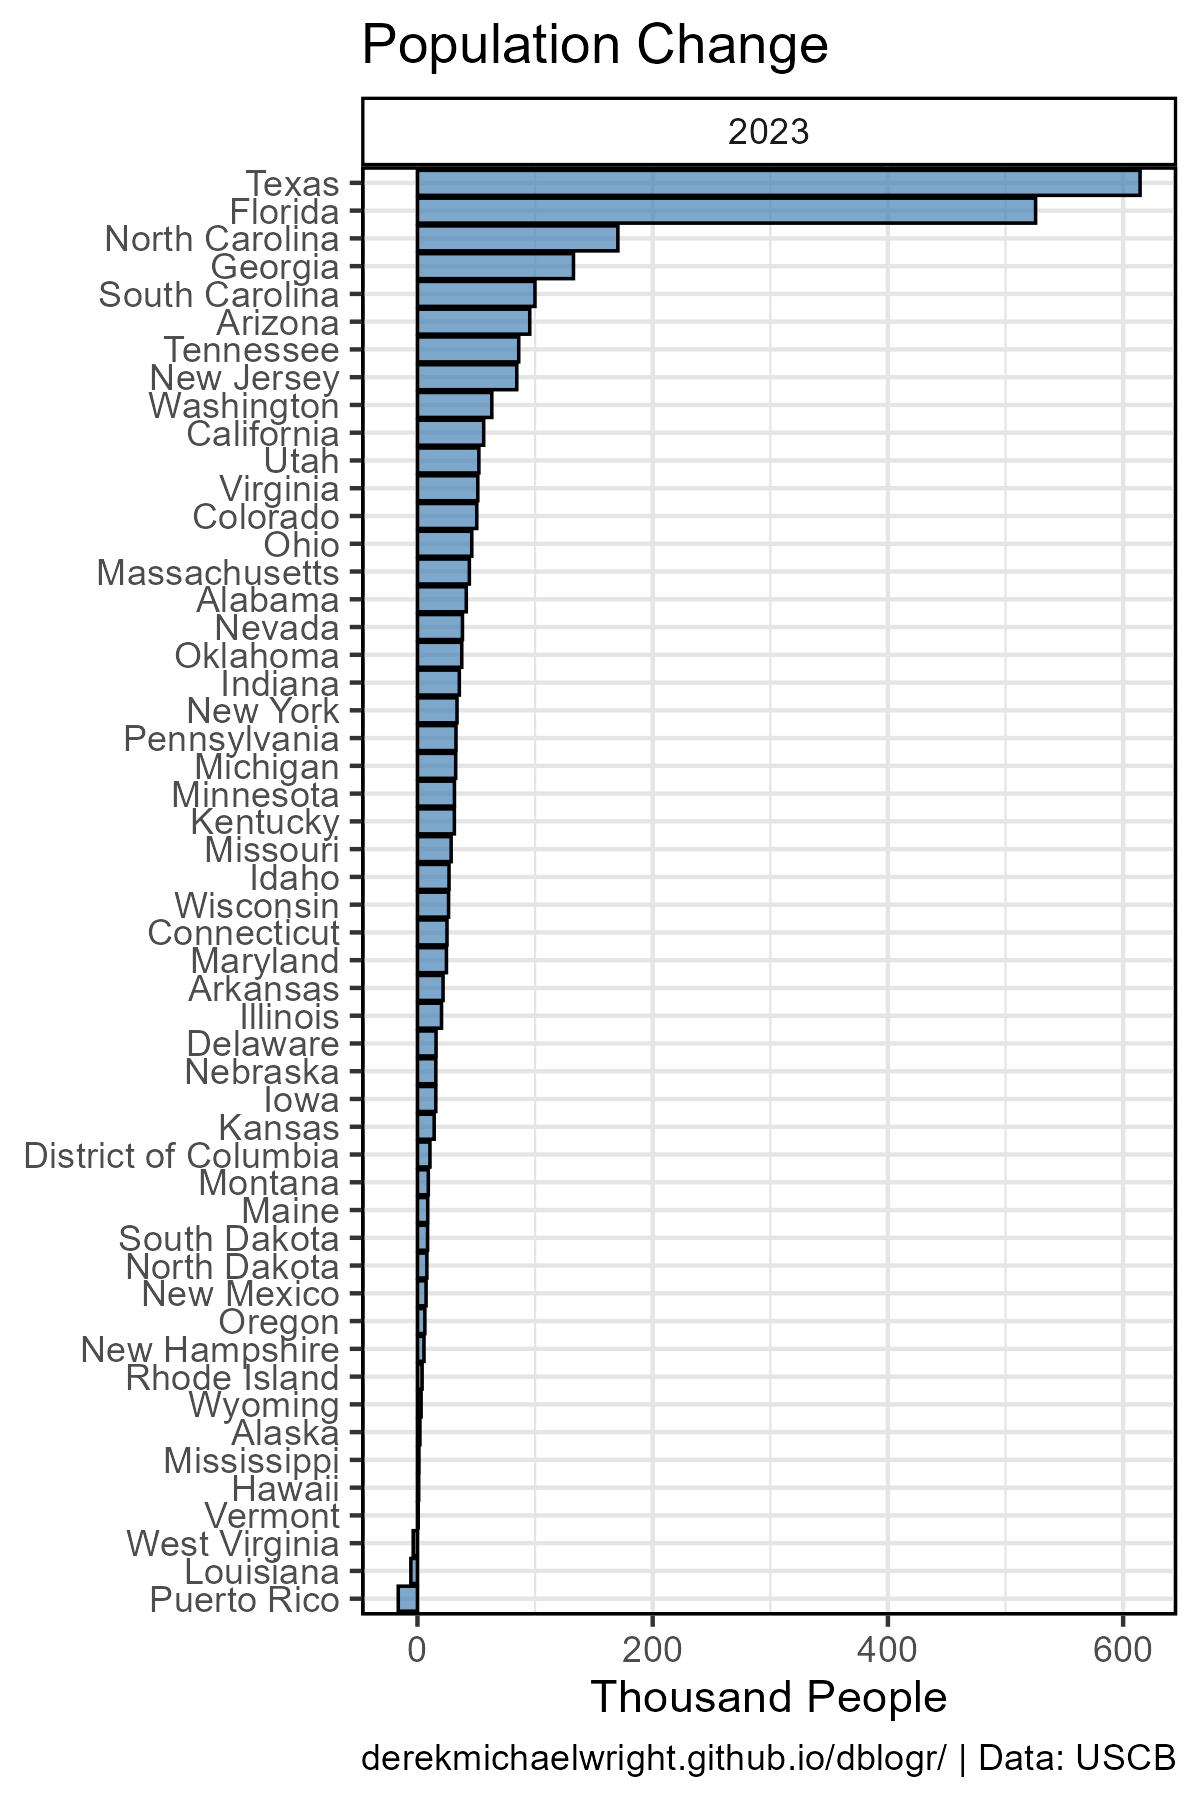 Population Change
2023
Texas
Florida
North Carolina
Georgia
South Carolina
Arizona
Tennessee
New Jersey
Washington
California
Utah
Virginia
Colorado
Ohio
Massachusetts
Alabama
Nevada
Oklahoma
Indiana
New York
Pennsylvania
Michigan
Minnesota
Kentucky
Missouri
Idaho
Wisconsin
Connecticut
Maryland
Arkansas
Illinois
Delaware
Nebraska
Iowa
Kansas
District of Columbia
Montana
Maine
South Dakota
North Dakota
New Mexico
Oregon
New Hampshire
Rhode Island
Wyoming
Alaska
Mississippi
Hawaii
Vermont
West Virginia
Louisiana
Puerto Rico
0 200 400 600
Thousand People
derekmichaelwright.github.io/dblogr/ | Data: USCB